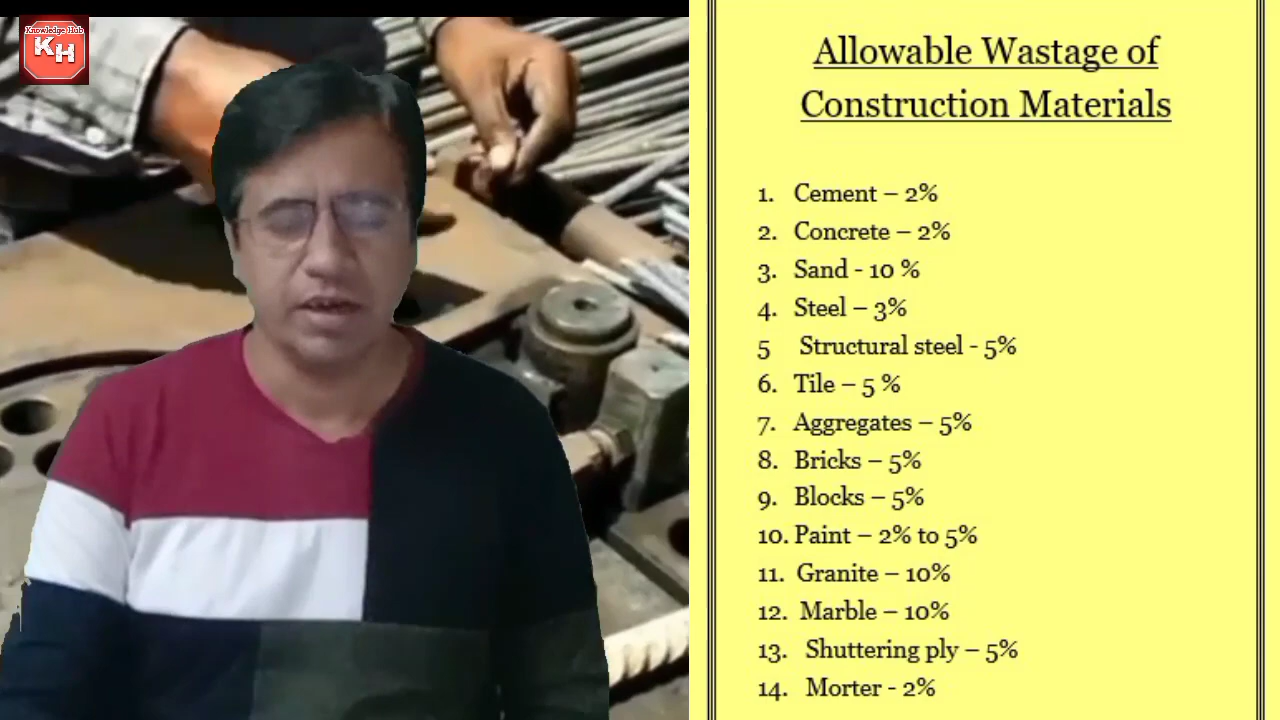 Knowledge Hub
KH
Allowable Wastage of
Construction Materials
1. Cement – 2%
2. Concrete – 2%
3. Sand - 10 %
4. Steel – 3%
5 Structural steel - 5%
6. Tile – 5 %
7. Aggregates – 5%
8. Bricks – 5%
9. Blocks – 5%
10. Paint – 2% to 5%
11. Granite – 10%
12. Marble – 10%
13. Shuttering ply – 5%
14. Morter - 2%